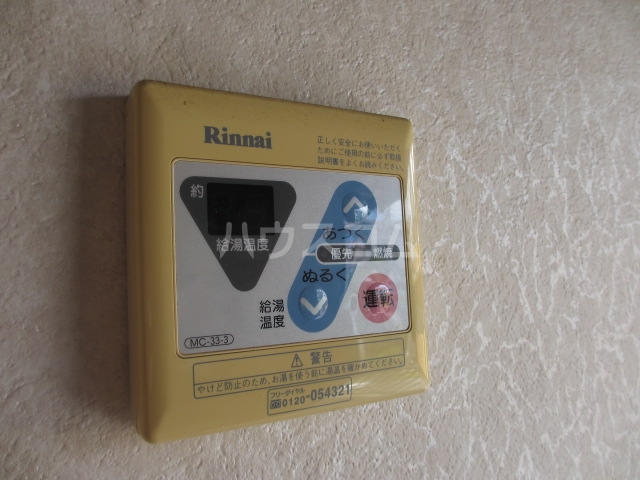 Rinnai
正しく安全にお使いいただく
ためにご使用の前に必ず取扱
説明書をよくお読みください。
約
給湯温度
あつく
優先 燃焼
ぬるく
給湯
温度
運転
MC-33-3
ハウスコム
⚠ 警告
やけど防止のため、お湯を使う前に湯温を確かめてください。
フリーダイヤル
0120-054321